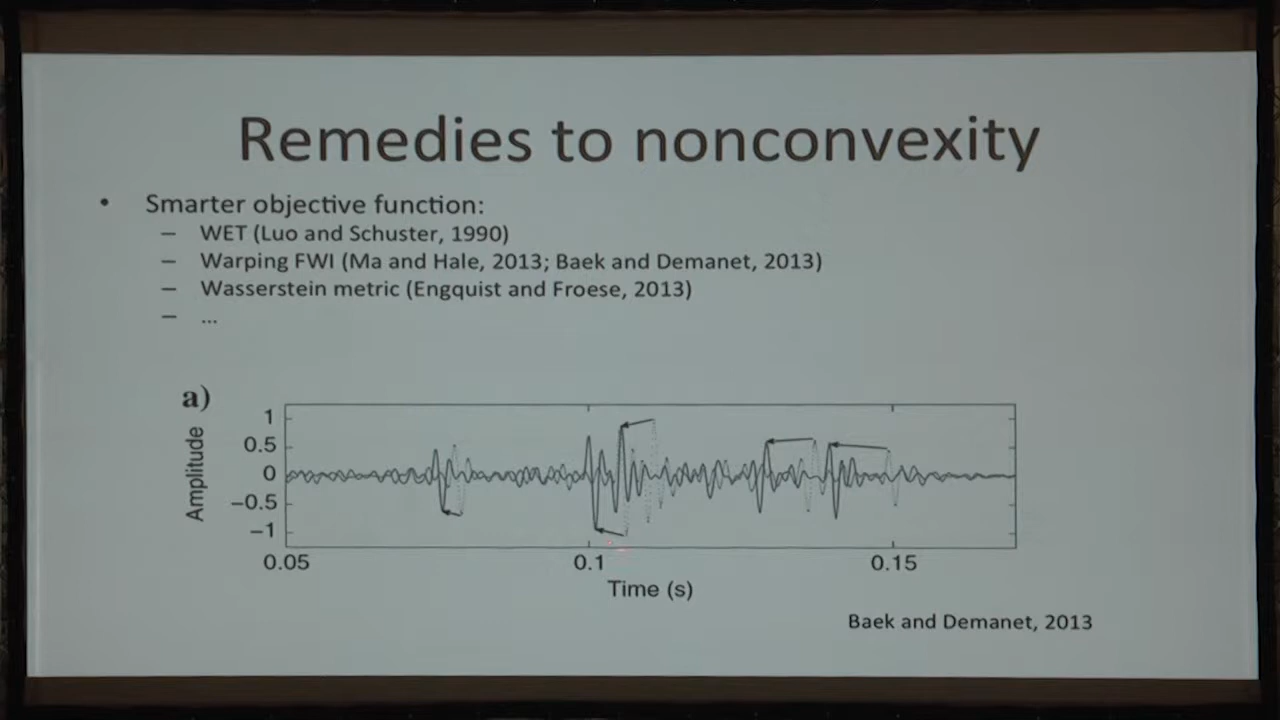 Remedies to nonconvexity
• Smarter objective function:
– WET (Luo and Schuster, 1990)
– Warping FWI (Ma and Hale, 2013; Baek and Demanet, 2013)
– Wasserstein metric (Engquist and Froese, 2013)
– ...
a)
Amplitude
1
0.5
0
−0.5
−1
0.05 0.1 0.15
Time (s)
Baek and Demanet, 2013